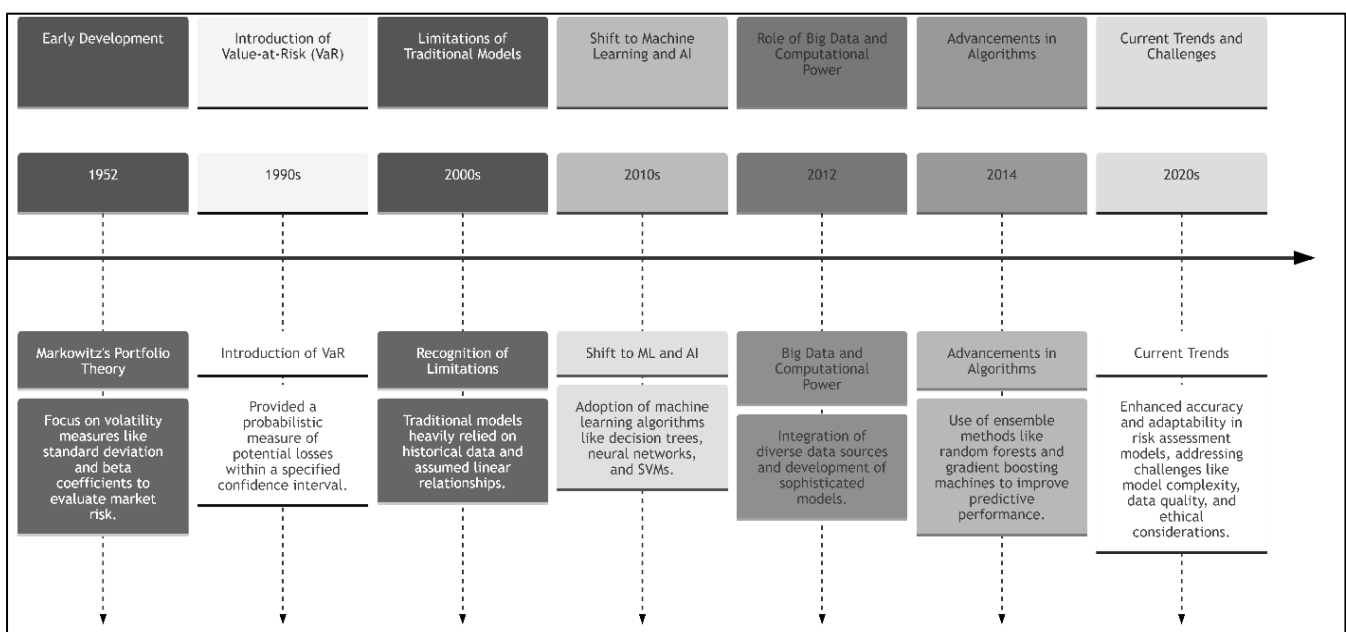 Early Development
Introduction of
Value-at-Risk (VaR)
Limitations of
Traditional Models
Shift to Machine
Learning and AI
Role of Big Data and
Computational
Power
Advancements in
Algorithms
Current Trends and
Challenges
1952
1990s
2000s
2010s
2012
2014
2020s
Markowitz's Portfolio
Theory
Focus on volatility
measures like
standard deviation
and beta
coefficients to
evaluate market
risk.
Introduction of VaR
Provided a
probabilistic
measure of
potential losses
within a specified
confidence interval.
Recognition of
Limitations
Traditional models
heavily relied on
historical data and
assumed linear
relationships.
Shift to ML and AI
Adoption of machine
learning algorithms
like decision trees,
neural networks,
and SVMs.
Big Data and
Computational
Power
Integration of
diverse data sources
and development of
sophisticated
models.
Advancements in
Algorithms
Use of ensemble
methods like
random forests and
gradient boosting
machines to improve
predictive
performance.
Current Trends
Enhanced accuracy
and adaptability in
risk assessment
models, addressing
challenges like
model complexity,
data quality, and
ethical
considerations.